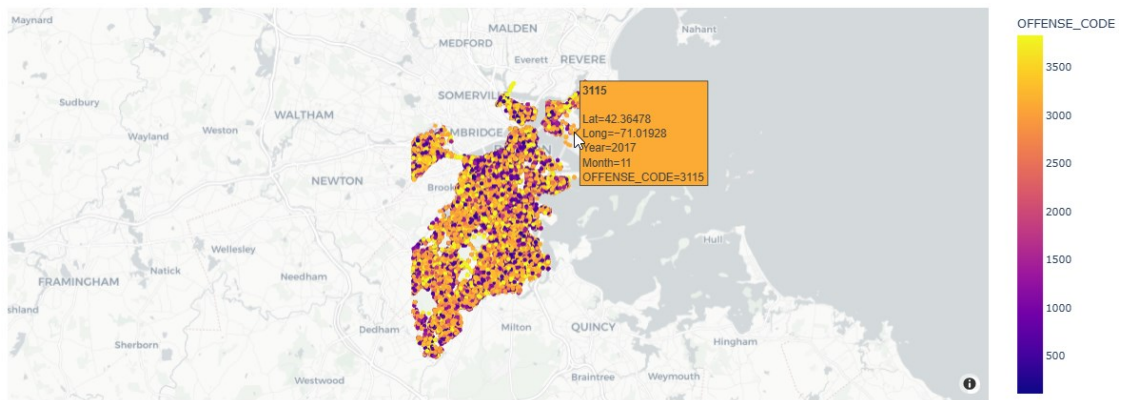 Maynard
Nahant
MALDEN
MEDFORD
Everett
REVERE
Sudbury
SOMERVILL
WALTHAM
Weston
Wayland
MBRIDGE
NEWTON
Brook
Wellesley
Natick
FRAMINGHAM
Needham
Hull
shland
Dedham
Milton
QUINCY
Sherborn
Hingham
Westwood
Braintree
Weymouth
3115
Lat=42.36478
Long=−71.01928
Year=2017
Month=11
OFFENSE_CODE=3115
OFFENSE_CODE
3500
3000
2500
2000
1500
1000
500